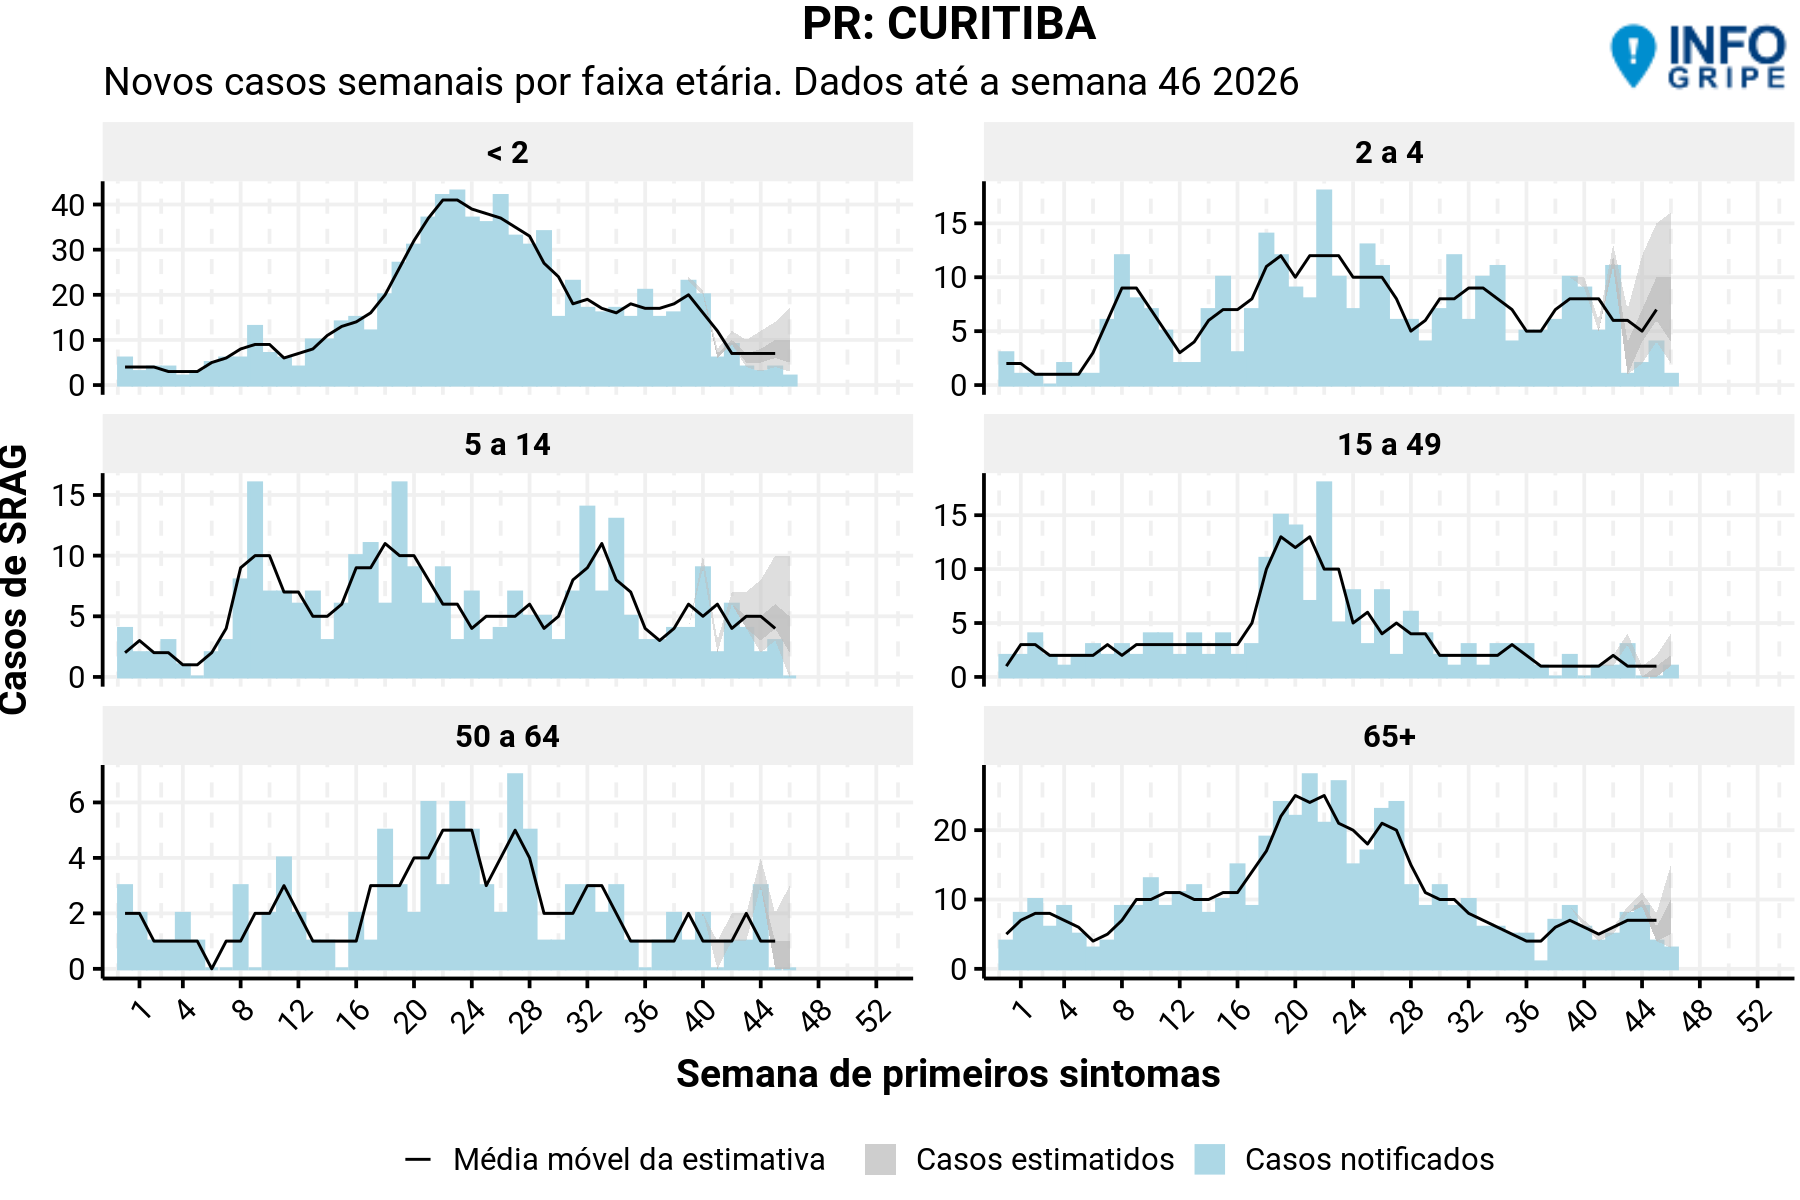 PR: CURITIBA
INFO
GRIPE
Novos casos semanais por faixa etária. Dados até a semana 46 2026
< 2
2 a 4
40
30
20
10
0
15
10
5
0
5 a 14
15 a 49
15
10
5
0
15
10
5
0
Casos de SRAG
50 a 64
65+
6
4
2
0
20
10
0
1 4 8 12 16 20 24 28 32 36 40 44 48 52
1 4 8 12 16 20 24 28 32 36 40 44 48 52
Semana de primeiros sintomas
Média móvel da estimativa
Casos estimatidos
Casos notificados